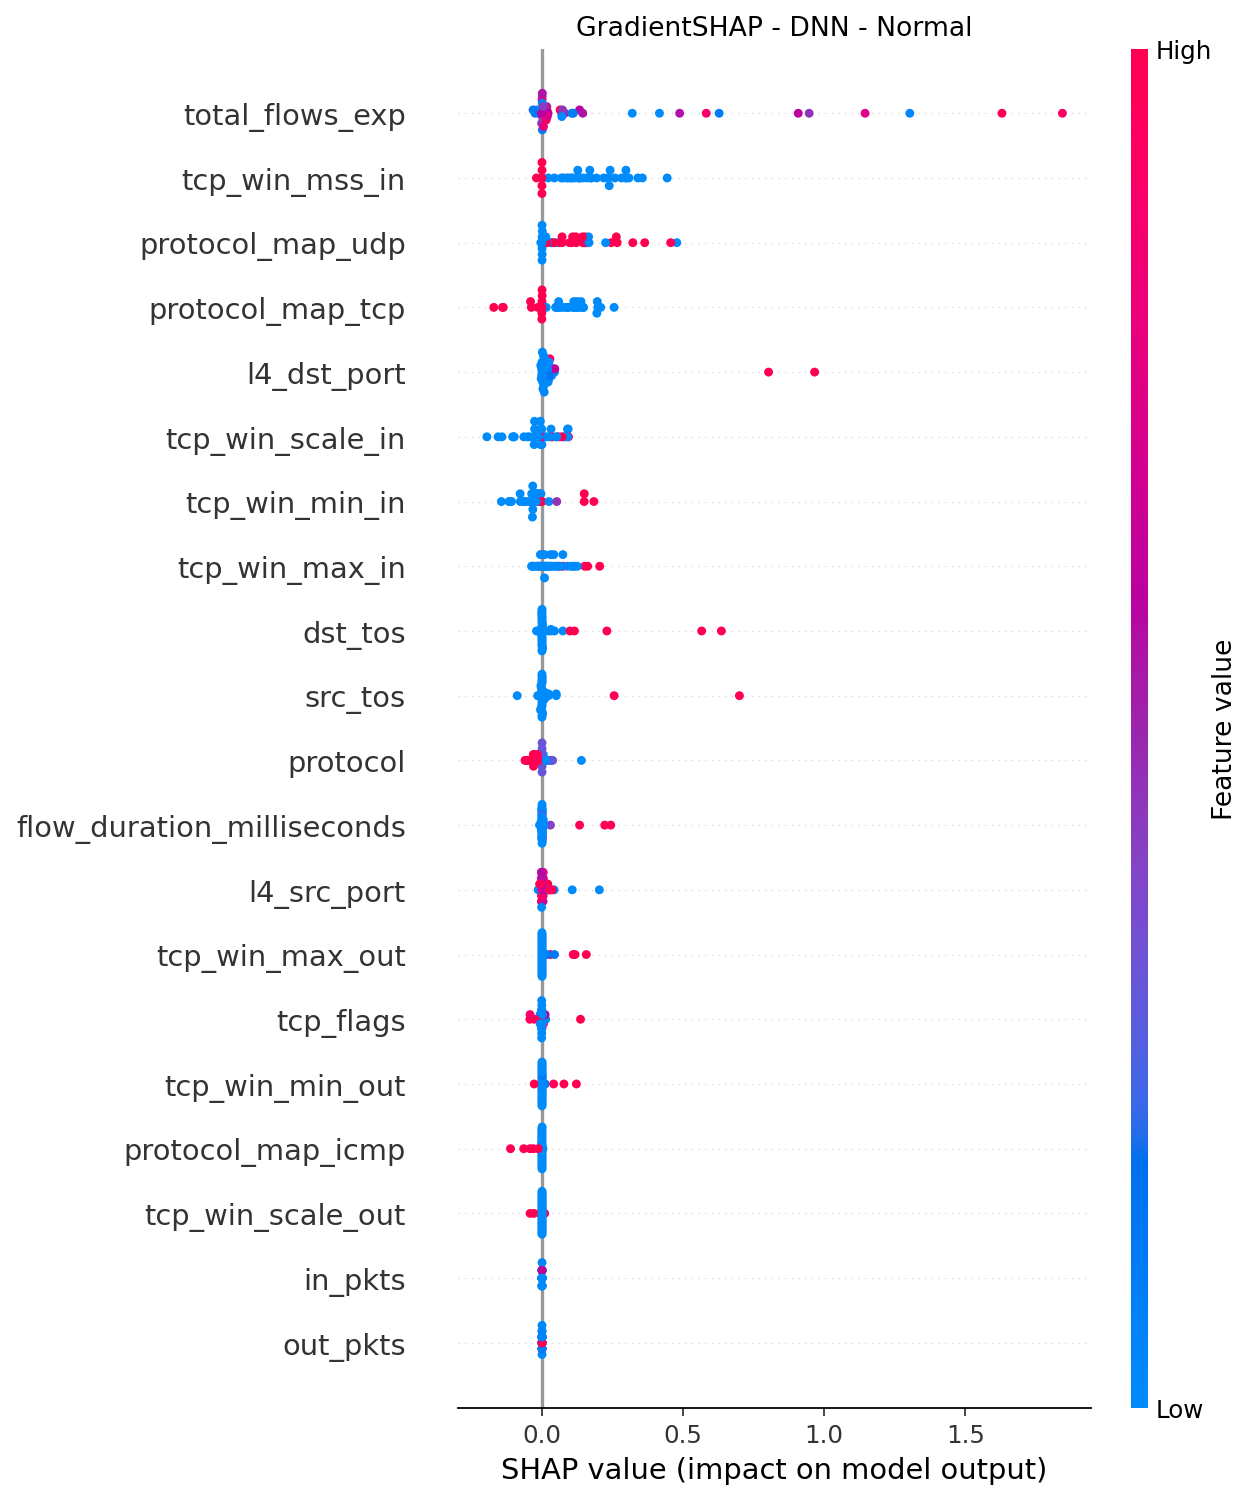 GradientSHAP - DNN - Normal
High
total_flows_exp
tcp_win_mss_in
protocol_map_udp
protocol_map_tcp
l4_dst_port
tcp_win_scale_in
tcp_win_min_in
tcp_win_max_in
dst_tos
src_tos
protocol
flow_duration_milliseconds
l4_src_port
tcp_win_max_out
tcp_flags
tcp_win_min_out
protocol_map_icmp
tcp_win_scale_out
in_pkts
out_pkts
Feature value
Low
0.0 0.5 1.0 1.5
SHAP value (impact on model output)